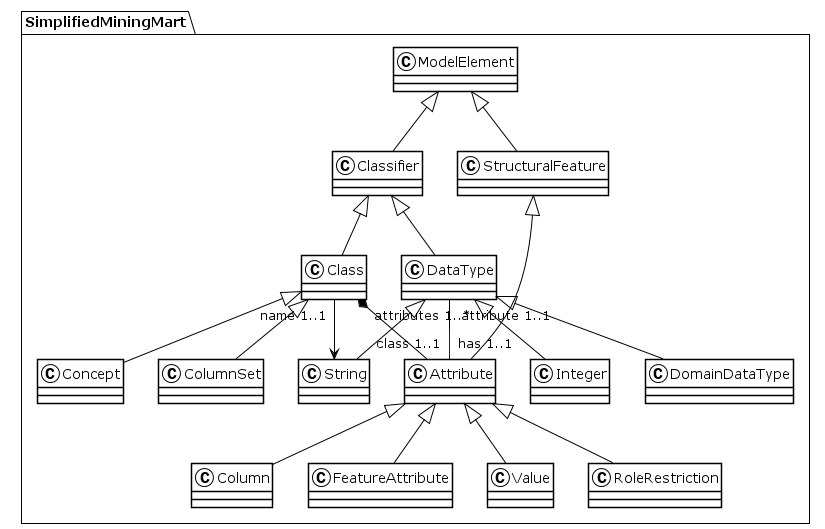 SimplifiedMiningMart
C ModelElement
C Classifier
C StructuralFeature
C Class
C DataType
name 1..1
attributes 1..*
attribute 1..1
class 1..1
has 1..1
C Concept
C ColumnSet
C String
C Attribute
C Integer
C DomainDataType
C Column
C FeatureAttribute
C Value
C RoleRestriction